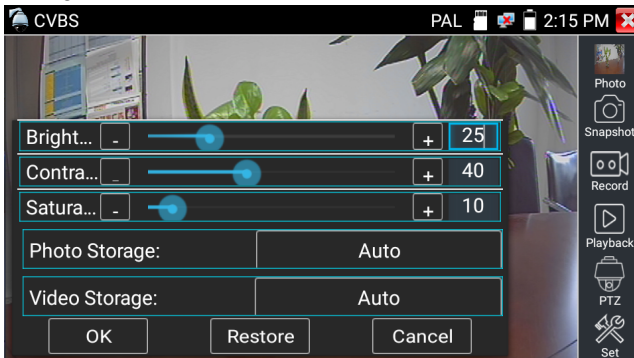 CVBS PAL 2:15 PM
Photo
Snapshot
Record
Playback
PTZ
Set
Bright... - + 25
Contra... - + 40
Satura... - + 10
Photo Storage: Auto
Video Storage: Auto
OK Restore Cancel